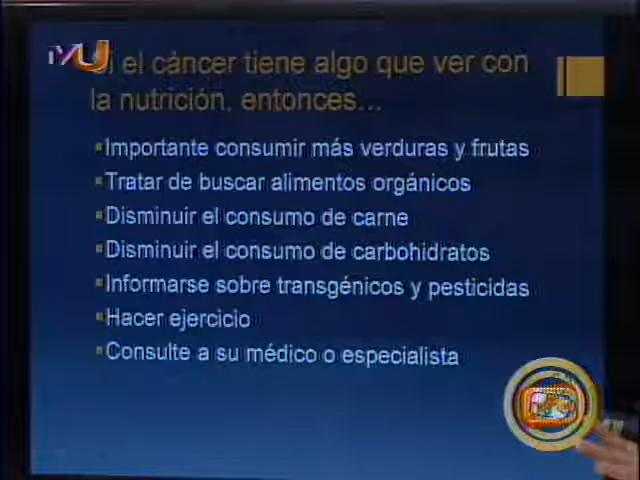 TVU
Si el cáncer tiene algo que ver con
la nutrición, entonces...
Importante consumir más verduras y frutas
Tratar de buscar alimentos orgánicos
Disminuir el consumo de carne
Disminuir el consumo de carbohidratos
Informarse sobre transgénicos y pesticidas
Hacer ejercicio
Consulte a su médico o especialista